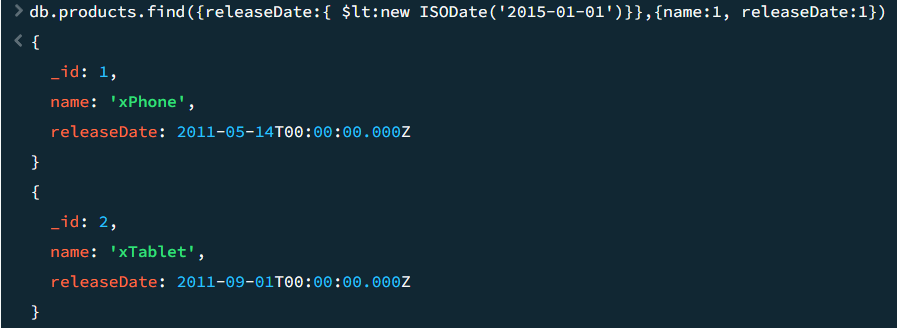 > db.products.find({releaseDate:{ $lt:new ISODate('2015-01-01')}},{name:1, releaseDate:1})
< {
_id: 1,
name: 'xPhone',
releaseDate: 2011-05-14T00:00:00.000Z
}
{
_id: 2,
name: 'xTablet',
releaseDate: 2011-09-01T00:00:00.000Z
}